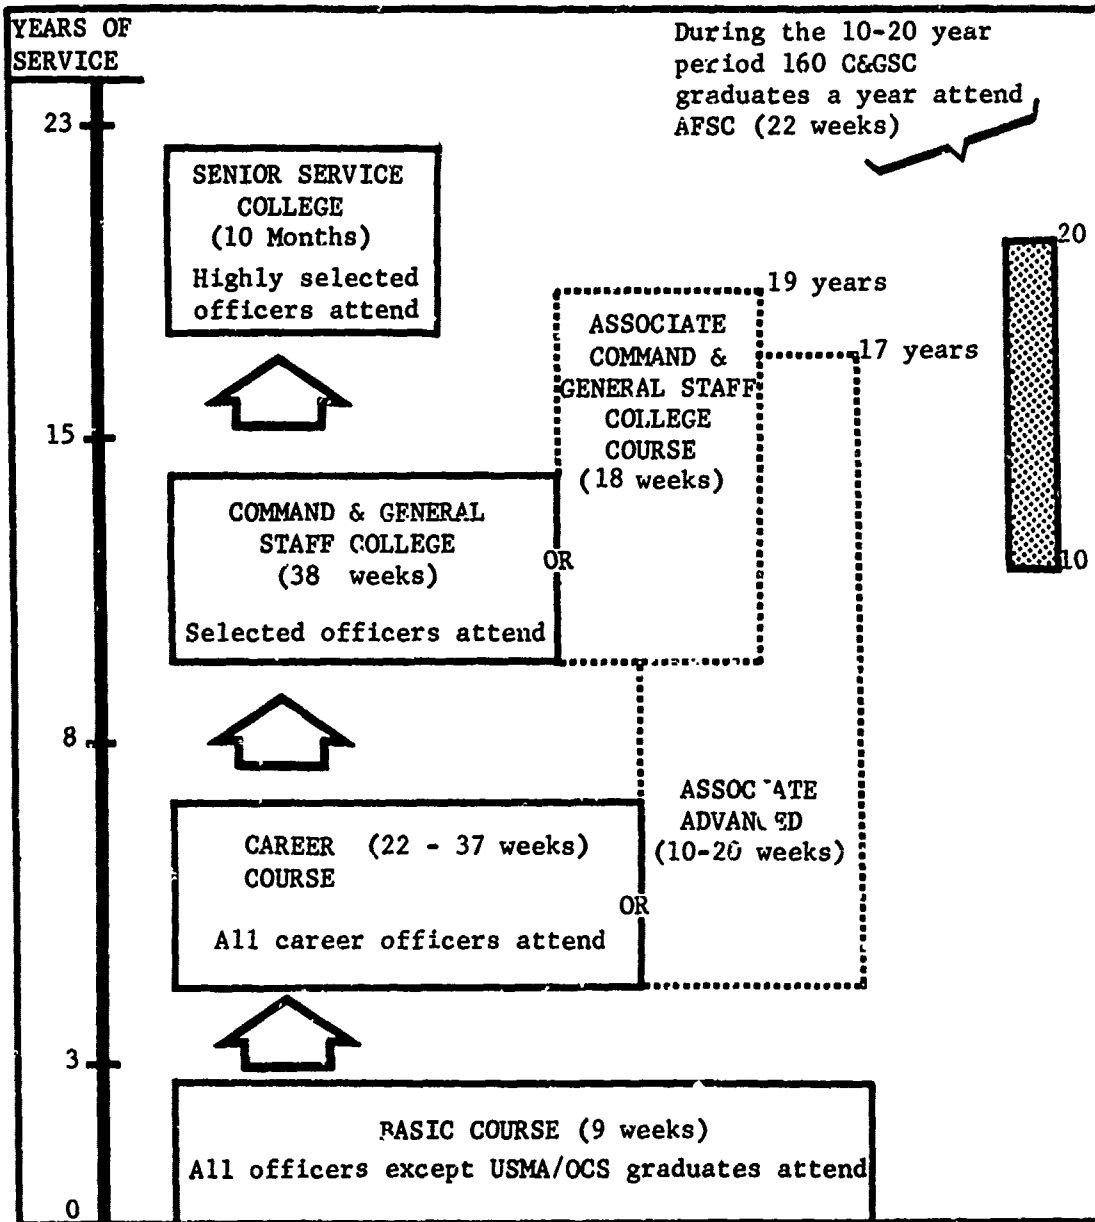 YEARS OF
SERVICE
During the 10-20 year
period 160 C&GSC
graduates a year attend
AFSC (22 weeks)
23
SENIOR SERVICE
COLLEGE
(10 Months)
Highly selected
officers attend
20
19 years
ASSOCIATE
COMMAND &
GENERAL STAFF
COLLEGE
COURSE
(18 weeks)
17 years
15
COMMAND & GENERAL
STAFF COLLEGE
(38 weeks)
Selected officers attend
OR
10
8
ASSOCIATE
ADVANCED
(10-20 weeks)
CAREER (22 - 37 weeks)
COURSE
All career officers attend
OR
3
BASIC COURSE (9 weeks)
All officers except USMA/OCS graduates attend
0